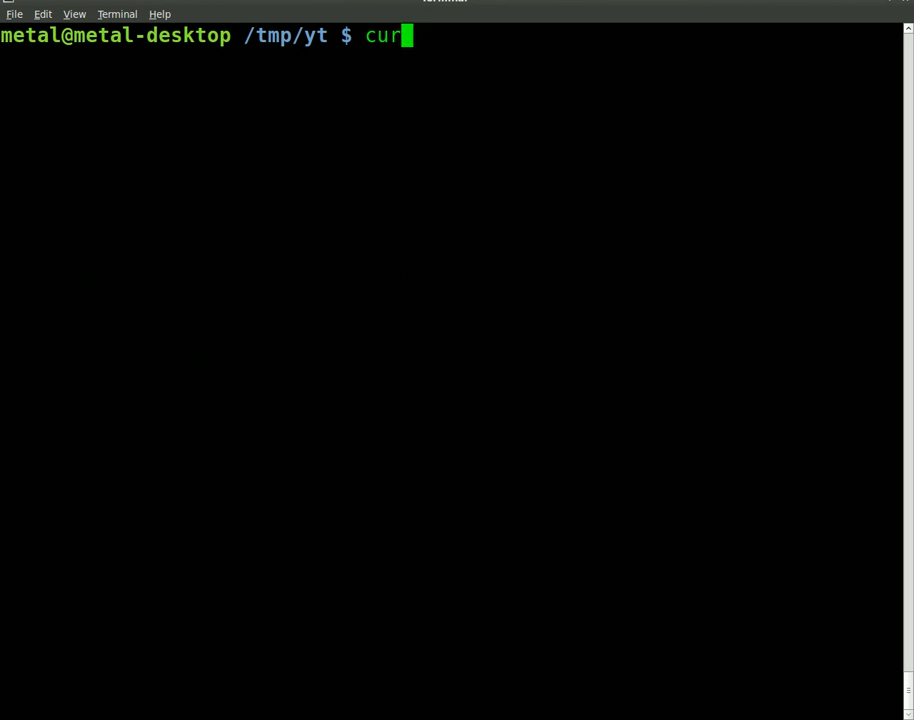 File Edit View Terminal Help
metal@metal-desktop /tmp/yt $ cur